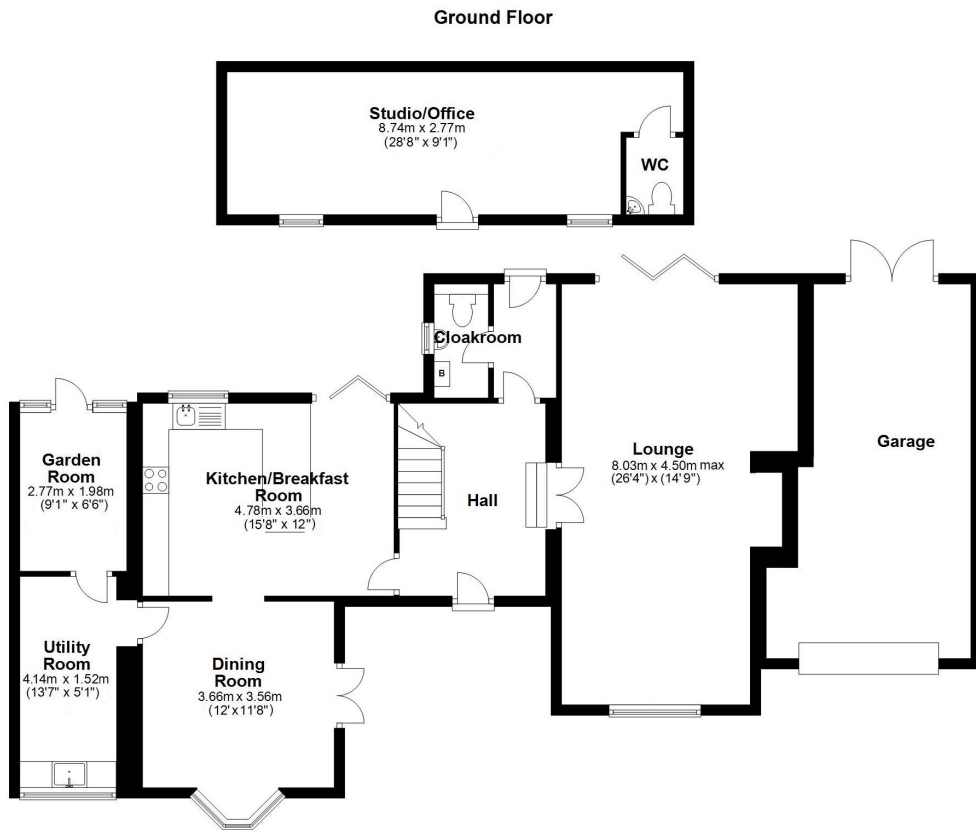 Ground Floor
Studio/Office
8.74m x 2.77m
(28'8" x 9'1")
WC
Cloakroom
B
Garden
Room
2.77m x 1.98m
(9'1" x 6'6")
Kitchen/Breakfast
Room
4.78m x 3.66m
(15'8" x 12")
Hall
Lounge
8.03m x 4.50m max
(26'4") x (14'9")
Garage
Utility
Room
4.14m x 1.52m
(13'7" x 5'1")
Dining
Room
3.66m x 3.56m
(12' x 11'8")